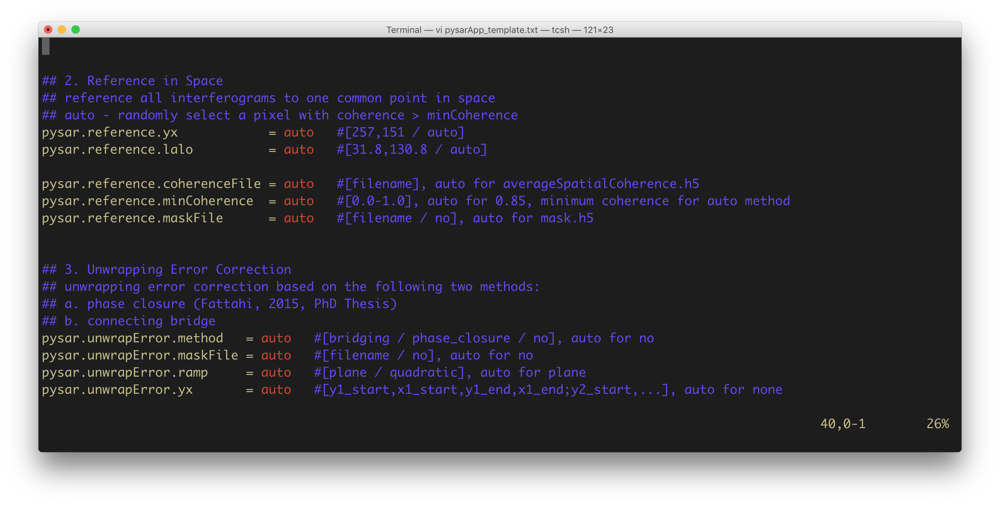 Terminal — vi pysarApp_template.txt — tcsh — 121×23
## 2. Reference in Space
## reference all interferograms to one common point in space
## auto - randomly select a pixel with coherence > minCoherence
pysar.reference.yx            = auto   #[257,151 / auto]
pysar.reference.lalo          = auto   #[31.8,130.8 / auto]
pysar.reference.coherenceFile = auto   #[filename], auto for averageSpatialCoherence.h5
pysar.reference.minCoherence  = auto   #[0.0-1.0], auto for 0.85, minimum coherence for auto method
pysar.reference.maskFile      = auto   #[filename / no], auto for mask.h5
## 3. Unwrapping Error Correction
## unwrapping error correction based on the following two methods:
## a. phase closure (Fattahi, 2015, PhD Thesis)
## b. connecting bridge
pysar.unwrapError.method   = auto   #[bridging / phase_closure / no], auto for no
pysar.unwrapError.maskFile = auto   #[filename / no], auto for no
pysar.unwrapError.ramp     = auto   #[plane / quadratic], auto for plane
pysar.unwrapError.yx       = auto   #[y1_start,x1_start,y1_end,x1_end;y2_start,...], auto for none
40,0-1        26%